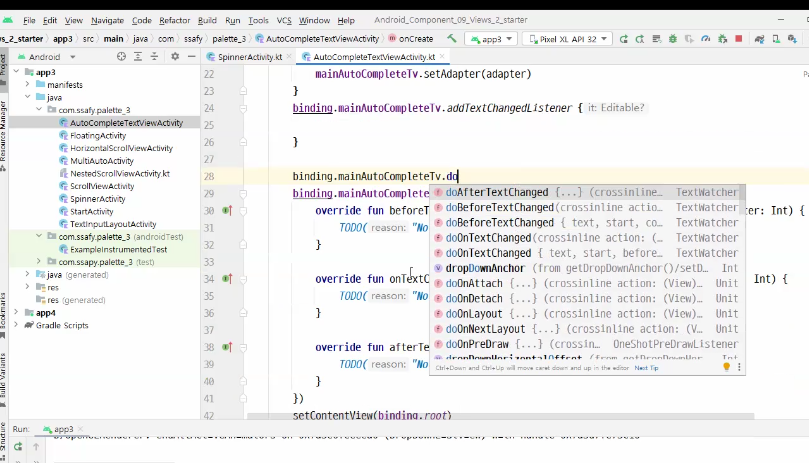 File Edit View Navigate Code Refactor Build Run Tools VCS Window Help Android_Component_09_Views_2_starter
s_2_starter app3 src main java com ssafy palette_3 AutoCompleteTextViewActivity onCreate app3 Pixel XL API 32
Android
SpinnerActivity.kt AutoCompleteTextViewActivity.kt
Project
Resource Manager
Bookmarks
Build Variants
Structure
app3
manifests
java
com.ssafy.palette_3
AutoCompleteTextViewActivity
FloatingActivity
HorizontalScrollViewActivity
MultiAutoActivity
NestedScrollViewActivity.kt
ScrollViewActivity
SpinnerActivity
StartActivity
TextInputLayoutActivity
com.ssafy.palette_3 (androidTest)
ExampleInstrumentedTest
com.ssapy.palette_3 (test)
java (generated)
res
res (generated)
app4
Gradle Scripts
22 mainAutoCompleteTv.setAdapter(adapter)
23 }
24 binding.mainAutoCompleteTv.addTextChangedListener { it: Editable?
25
26 }
27
28 binding.mainAutoCompleteTv.do
29 binding.mainAutoComplete
30 override fun beforeT ter: Int) {
31 TODO( reason: "No
32 }
33
34 override fun onTextC Int) {
35 TODO( reason: "No
36 }
37
38 override fun afterTe
39 TODO( reason: "No
40 }
41 })
42 setContentView(binding.root)
doAfterTextChanged {...} (crossinline... TextWatcher
doBeforeTextChanged(crossinline actio... TextWatcher
doBeforeTextChanged { text, start, co... TextWatcher
doOnTextChanged(crossinline action: (... TextWatcher
doOnTextChanged { text, start, before... TextWatcher
dropDownAnchor (from getDropDownAnchor()/setD... Int
doOnAttach {...} (crossinline action: (View)... Unit
doOnDetach {...} (crossinline action: (View)... Unit
doOnLayout {...} (crossinline action: (View)... Unit
doOnNextLayout {...} (crossinline action: (V... Unit
doOnPreDraw {...} (crossinline a... OneShotPreDrawListener
dropDownHorizontalOffset (from getDropDownHor... Int
Ctrl+Down and Ctrl+Up will move caret down and up in the editor Next Tip
Run: app3